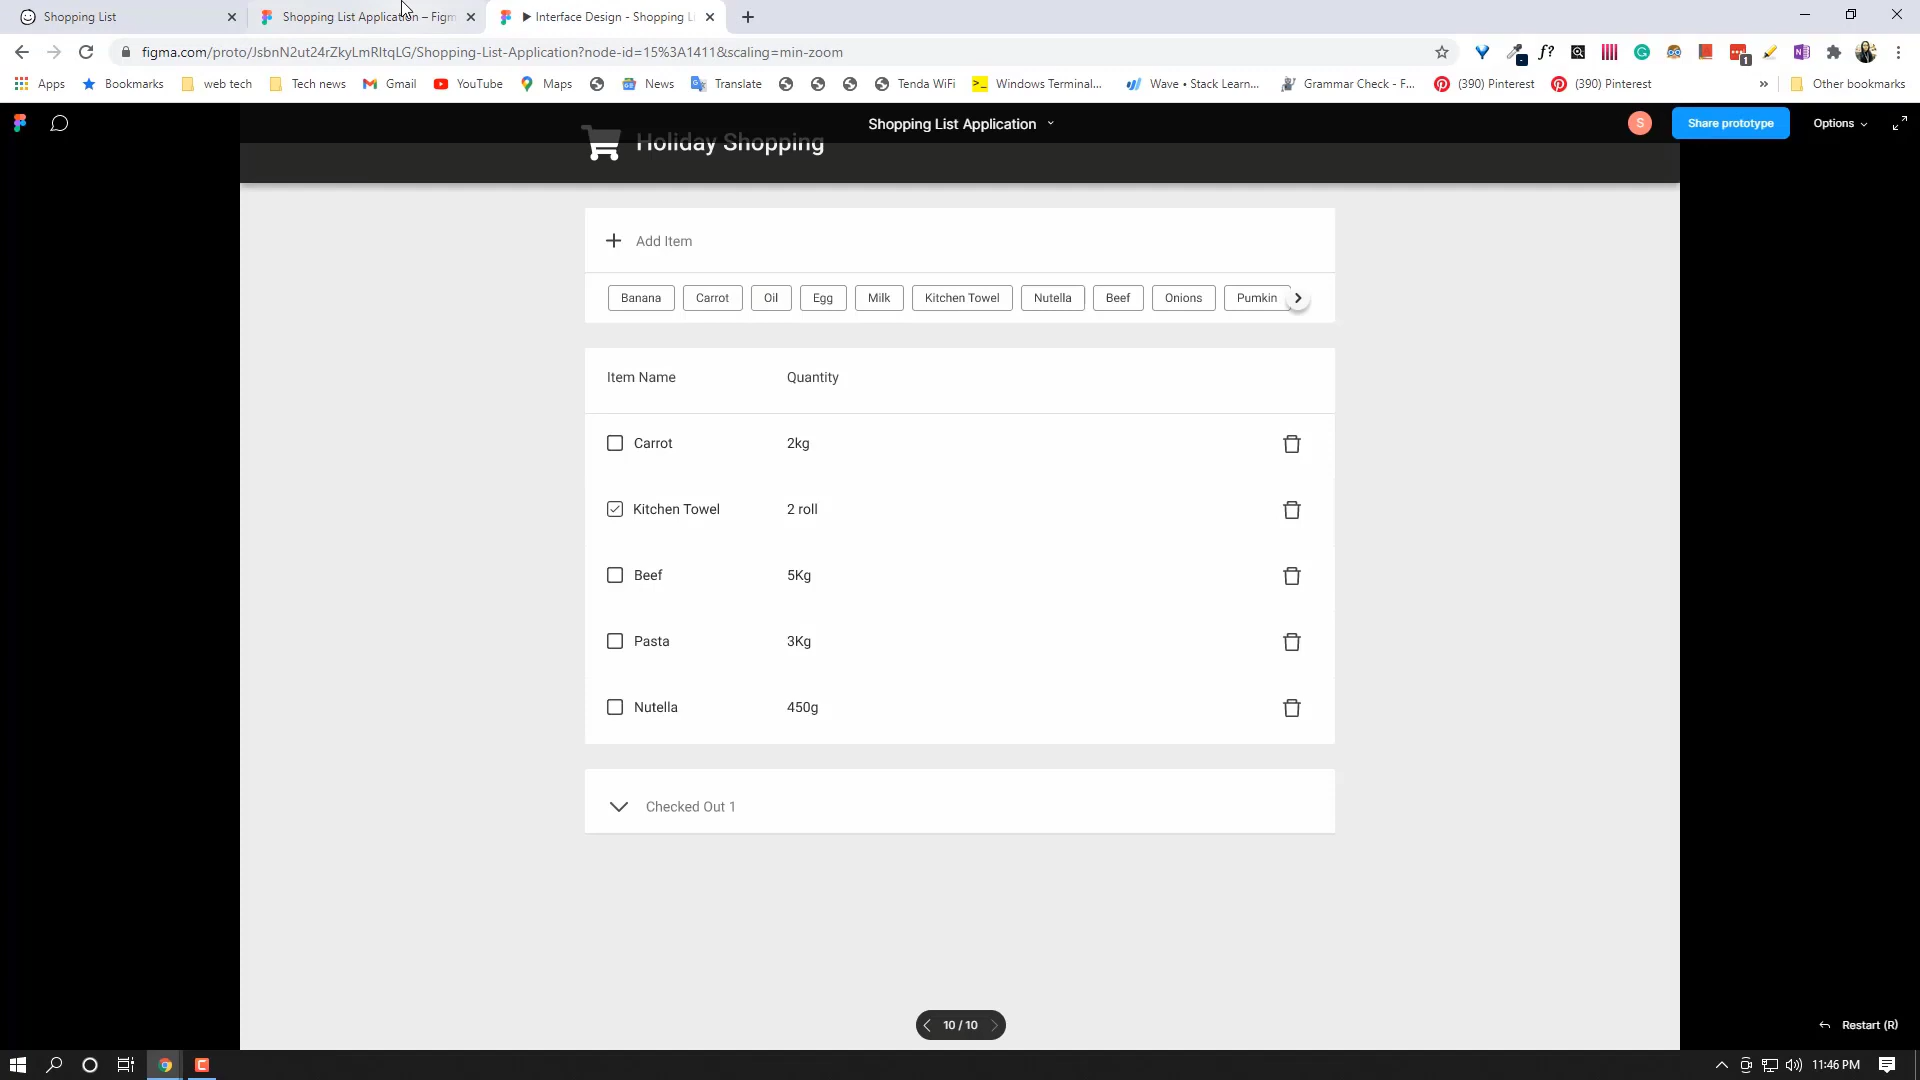 Shopping List
Shopping List Application – Figm
Interface Design - Shopping Li
figma.com/proto/JsbnN2ut24rZkyLmRltqLG/Shopping-List-Application?node-id=15%3A1411&scaling=min-zoom
f?
1
Apps
Bookmarks
web tech
Tech news
Gmail
YouTube
Maps
News
Translate
Tenda WiFi
Windows Terminal...
Wave • Stack Learn...
Grammar Check - F...
(390) Pinterest
(390) Pinterest
»
Other bookmarks
Shopping List Application
S
Share prototype
Options
Holiday Shopping
Add Item
Banana
Carrot
Oil
Egg
Milk
Kitchen Towel
Nutella
Beef
Onions
Pumkin
Item Name Quantity
Carrot 2kg
Kitchen Towel 2 roll
Beef 5Kg
Pasta 3Kg
Nutella 450g
Checked Out 1
10 / 10
Restart (R)
11:46 PM